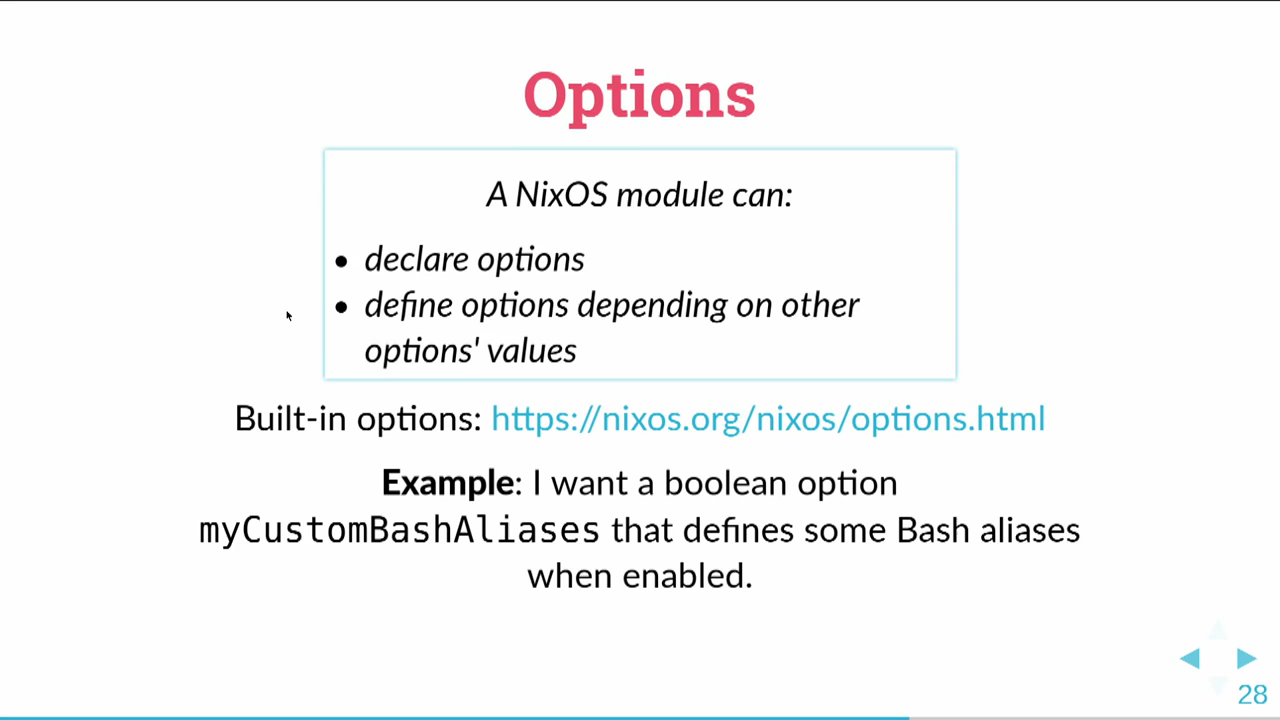 Options
A NixOS module can:
• declare options
• define options depending on other
options' values
Built-in options: https://nixos.org/nixos/options.html
Example: I want a boolean option
myCustomBashAliases that defines some Bash aliases
when enabled.
28